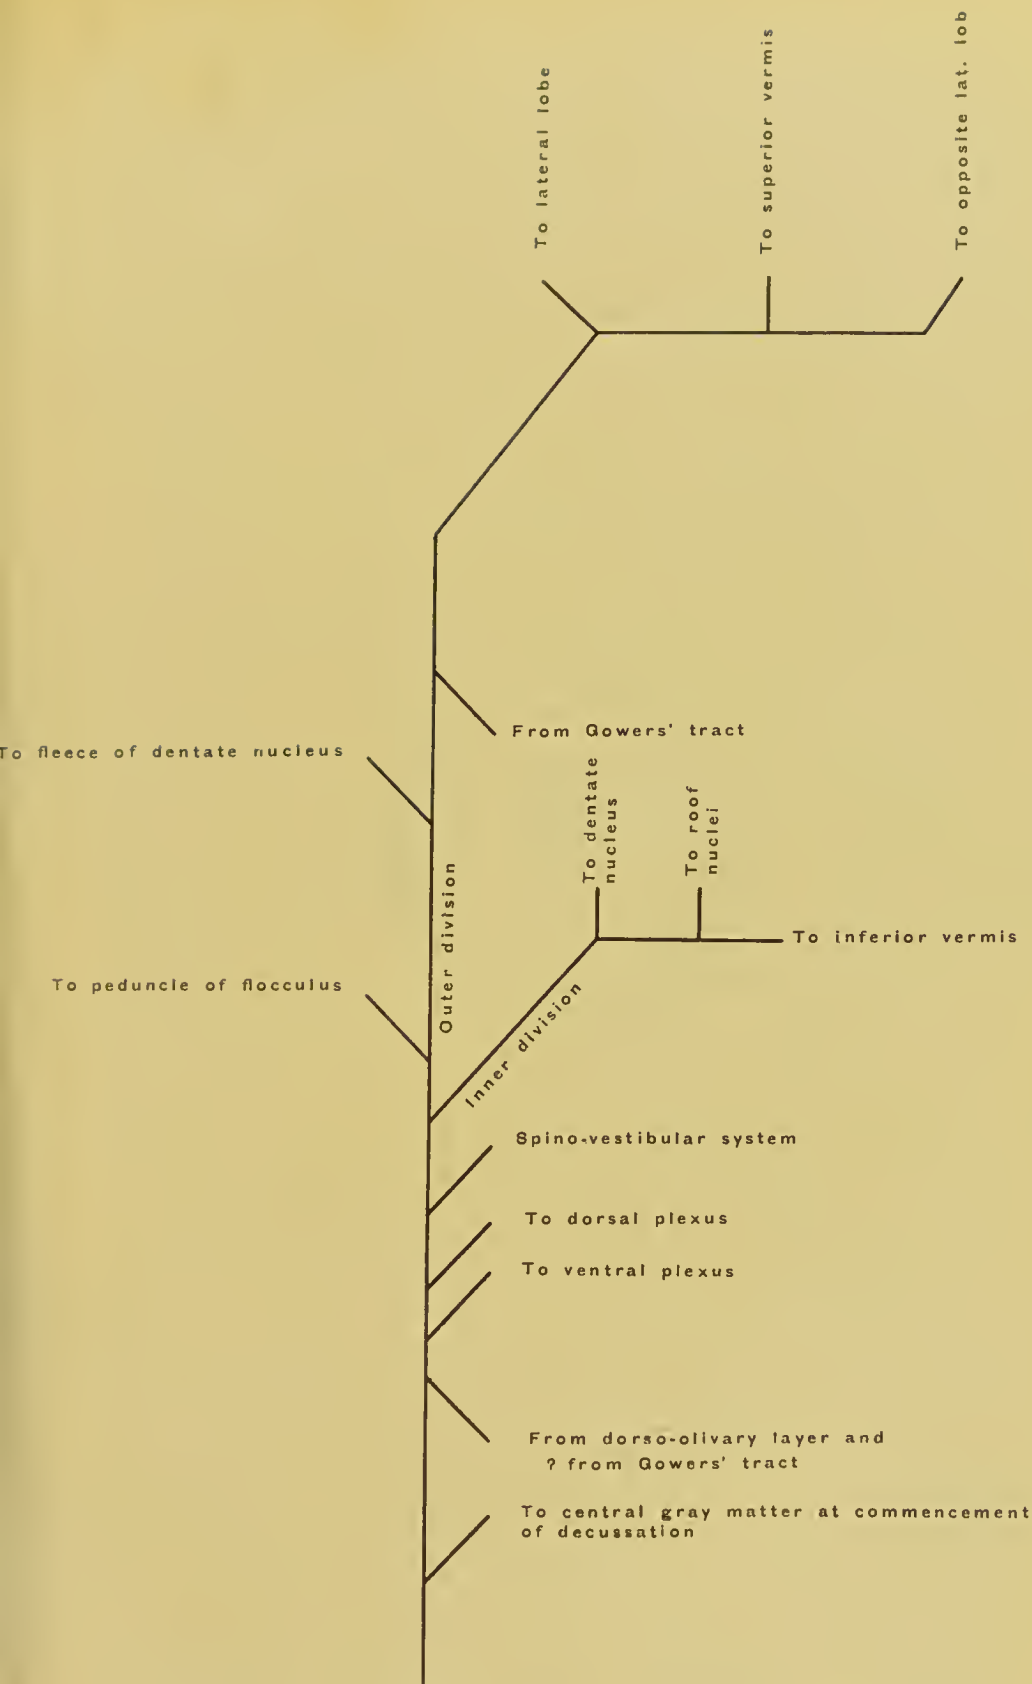 To lateral lobe
To superior vermis
To opposite lat. lob
From Gowers' tract
To fleece of dentate nucleus
To dentate
nucleus
To roof
nuclei
Outer division
To inferior vermis
To peduncle of flocculus
Inner division
Spino-vestibular system
To dorsal plexus
To ventral plexus
From dorso-olivary layer and
? from Gowers' tract
To central gray matter at commencement
of decussation